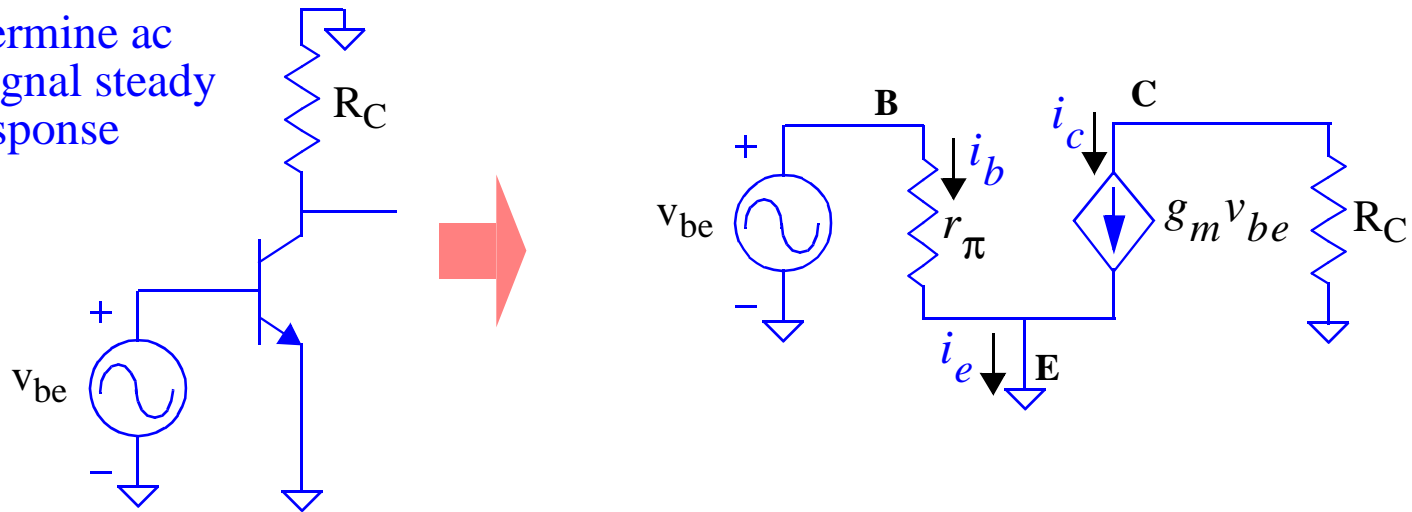 ermine ac
gnal steady
sponse
R_C
+
v_be
−
B
C
i_c
+
i_b
v_be
r_π
g_m v_be
R_C
−
i_e
E